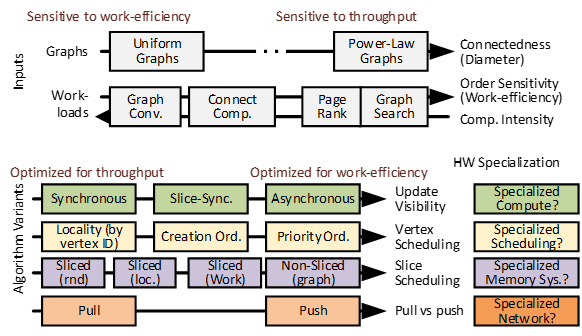 Sensitive to work-efficiency
Sensitive to throughput
Inputs
Graphs
Uniform
Graphs
Power-Law
Graphs
Connectedness
(Diameter)
Work-
loads
Graph
Conv.
Connect
Comp.
Page
Rank
Graph
Search
Order Sensitivity
(Work-efficiency)
Comp. Intensity
Optimized for throughput
Optimized for work-efficiency
HW Specialization
Algorithm Variants
Synchronous
Slice-Sync.
Asynchronous
Update
Visibility
Specialized
Compute?
Locality (by
vertex ID)
Creation Ord.
Priority Ord.
Vertex
Scheduling
Specialized
Scheduling?
Sliced
(rnd)
Sliced
(loc.)
Sliced
(Work)
Non-Sliced
(graph)
Slice
Scheduling
Specialized
Memory Sys.?
Pull
Push
Pull vs push
Specialized
Network?